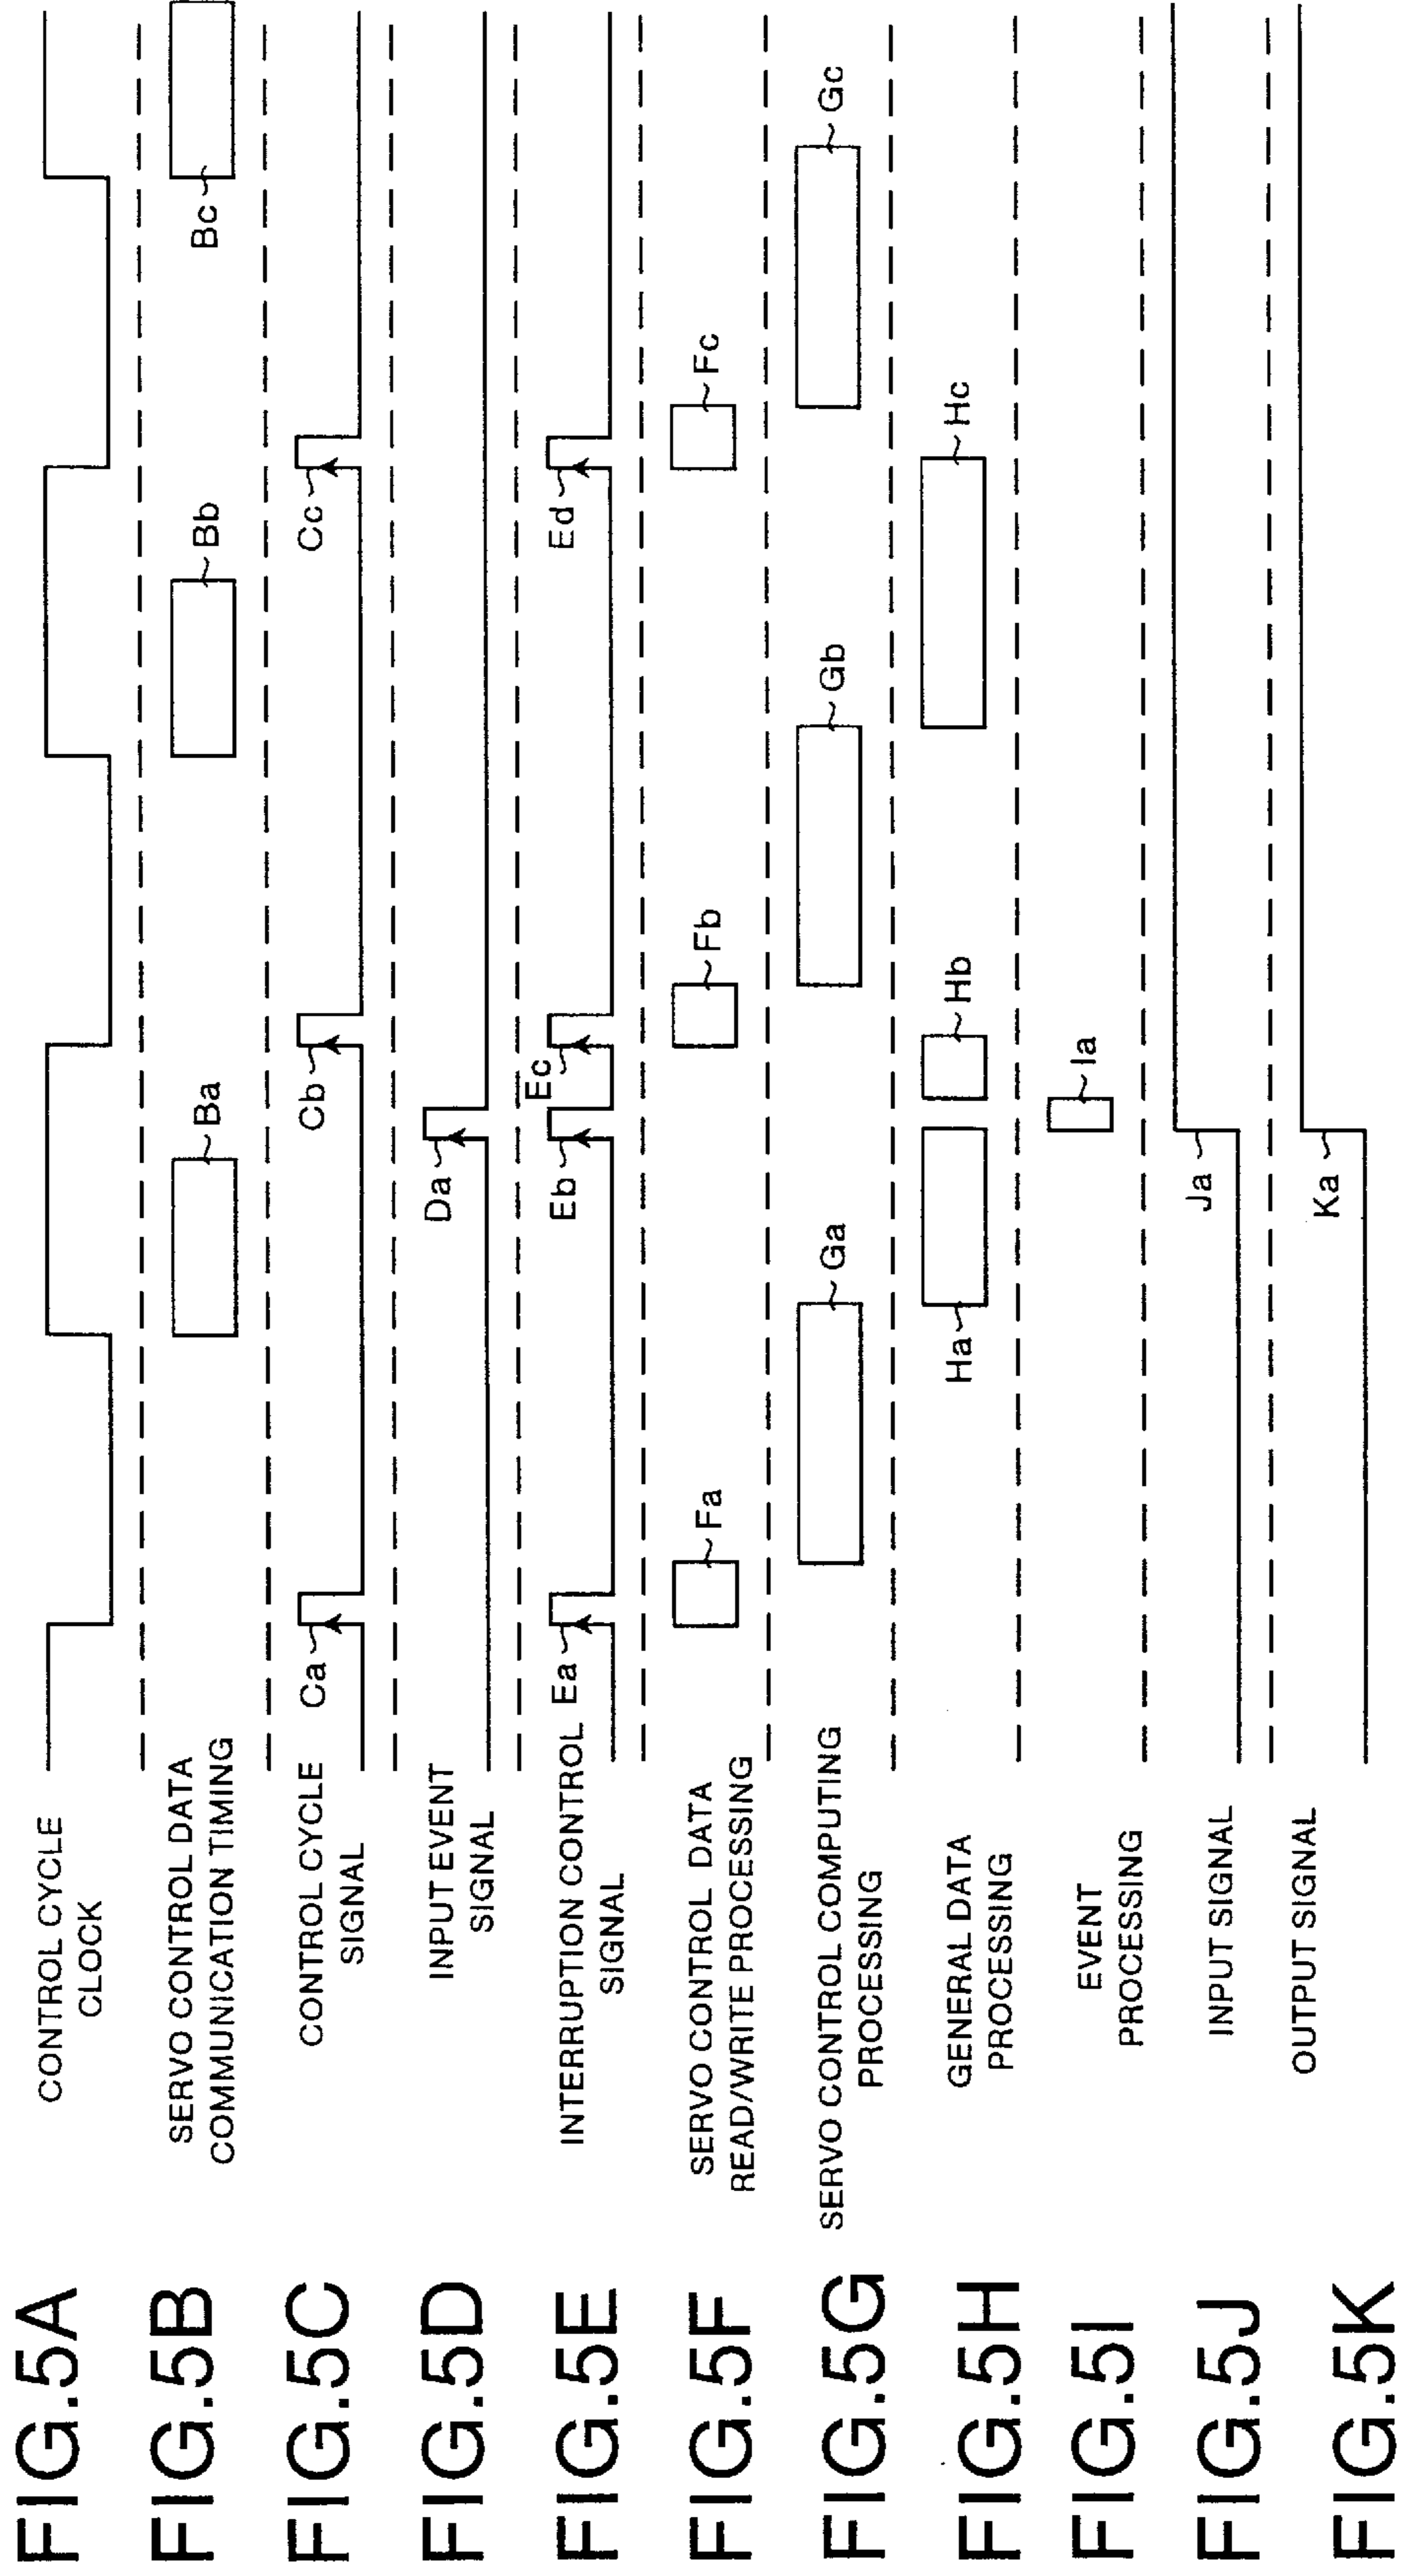 FIG.5A
CONTROL CYCLE
CLOCK
FIG.5B
SERVO CONTROL DATA
COMMUNICATION TIMING
Ba
Bb
Bc
FIG.5C
CONTROL CYCLE
SIGNAL
Ca
Cb
Cc
FIG.5D
INPUT EVENT
SIGNAL
Da
FIG.5E
INTERRUPTION CONTROL
SIGNAL
Ea
Eb
Ec
Ed
FIG.5F
SERVO CONTROL DATA
READ/WRITE PROCESSING
Fa
Fb
Fc
FIG.5G
SERVO CONTROL COMPUTING
PROCESSING
Ga
Gb
Gc
FIG.5H
GENERAL DATA
PROCESSING
Ha
Hb
Hc
FIG.5I
EVENT
PROCESSING
Ia
FIG.5J
INPUT SIGNAL
Ja
FIG.5K
OUTPUT SIGNAL
Ka